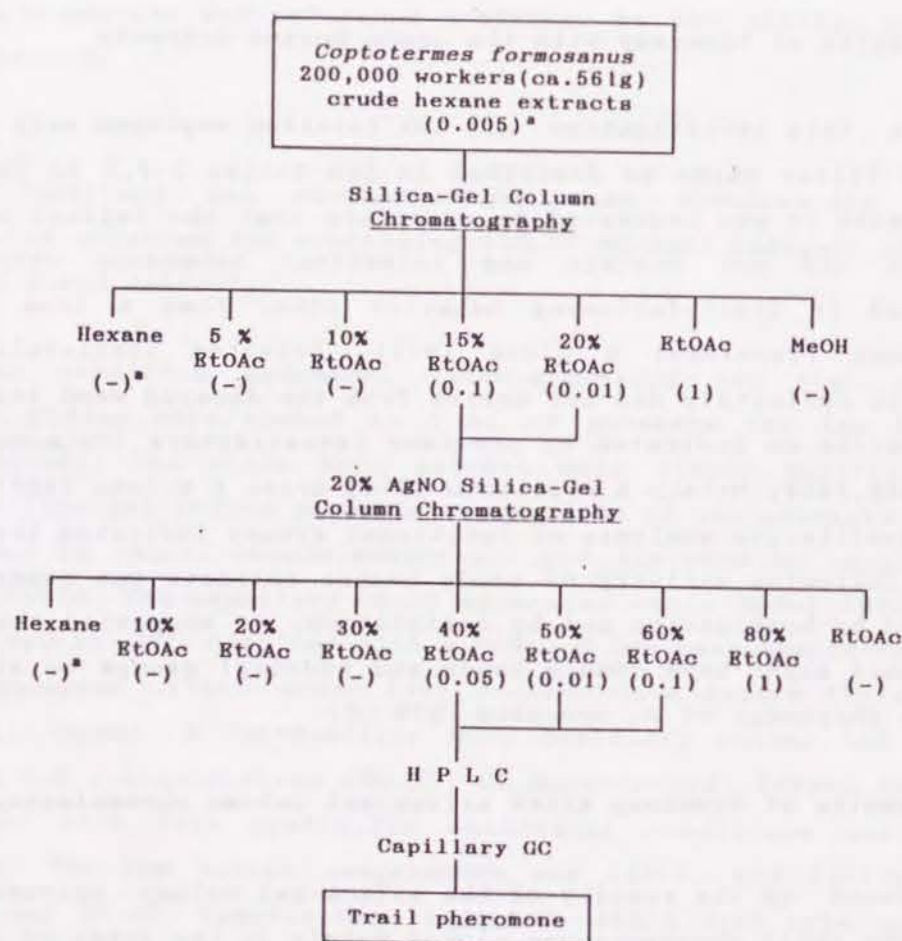 Coptotermes formosanus
200,000 workers(ca.561g)
crude hexane extracts
(0.005)ª
Silica-Gel Column
Chromatography
Hexane 5 % 10% 15% 20% EtOAc MeOH
EtOAc EtOAc EtOAc EtOAc
(-)ª (-) (-) (0.1) (0.01) (1) (-)
20% AgNO Silica-Gel
Column Chromatography
Hexane 10% 20% 30% 40% 50% 60% 80% EtOAc
EtOAc EtOAc EtOAc EtOAc EtOAc EtOAc EtOAc
(-)ª (-) (-) (-) (0.05) (0.01) (0.1) (1) (-)
H P L C
Capillary GC
Trail pheromone